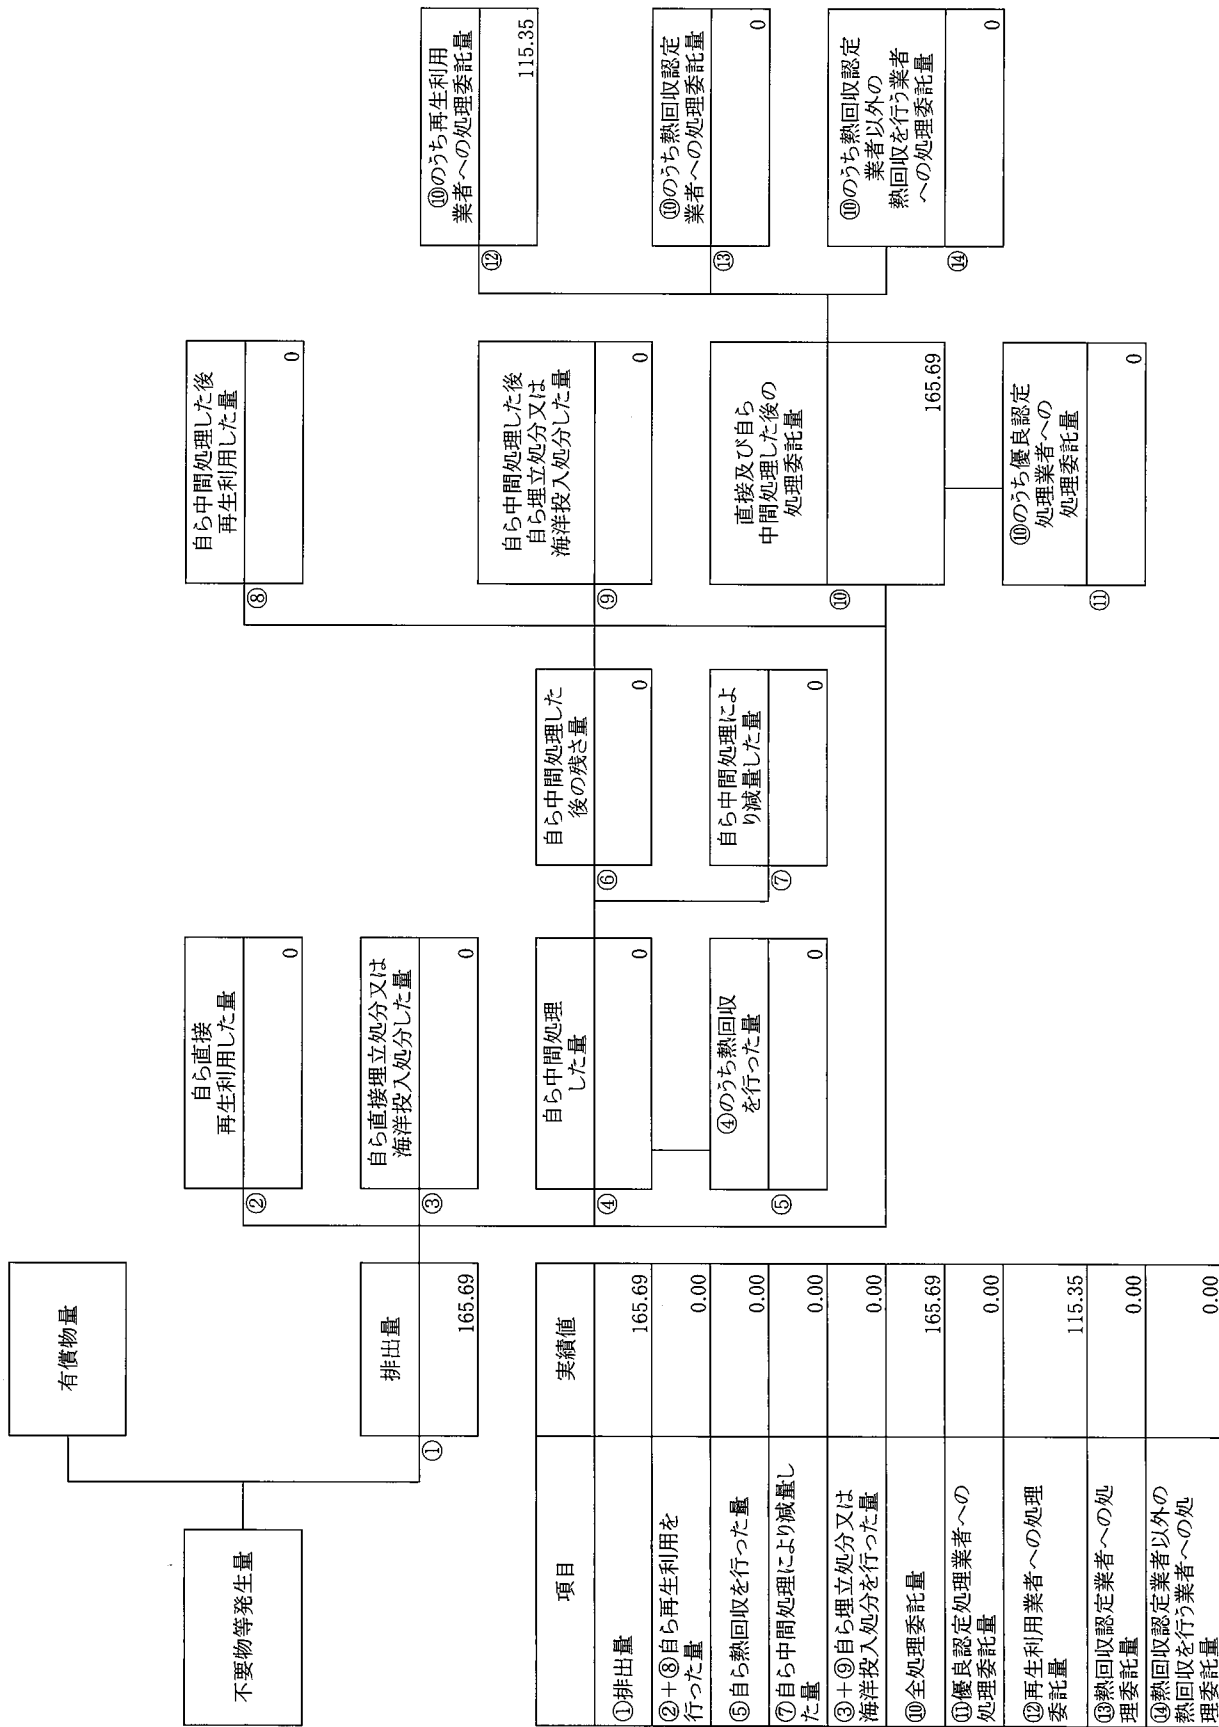 不要物等発生量
有償物量
①
排出量
165.69
②
自ら直接
再生利用した量
0
③
自ら直接埋立処分又は
海洋投入処分した量
0
④
自ら中間処理
した量
0
⑤
④のうち熱回収
を行った量
0
⑥
自ら中間処理した
後の残さ量
0
⑦
自ら中間処理によ
り減量した量
0
⑧
自ら中間処理した後
再生利用した量
0
⑨
自ら中間処理した後
自ら埋立処分又は
海洋投入処分した量
0
⑩
直接及び自ら
中間処理した後の
処理委託量
165.69
⑪
⑩のうち優良認定
処理業者への
処理委託量
0
⑫
⑩のうち再生利用
業者への処理委託量
115.35
⑬
⑩のうち熱回収認定
業者への処理委託量
0
⑭
⑩のうち熱回収認定
業者以外の
熱回収を行う業者
への処理委託量
0
項目 実績値
①排出量 165.69
②+⑧自ら再生利用を
行った量 0.00
⑤自ら熱回収を行った量 0.00
⑦自ら中間処理により減量し
た量 0.00
③+⑨自ら埋立処分又は
海洋投入処分を行った量 0.00
⑩全処理委託量 165.69
⑪優良認定処理業者への
処理委託量 0.00
⑫再生利用業者への処理
委託量 115.35
⑬熱回収認定業者への処
理委託量 0.00
⑭熱回収認定業者以外の
熱回収を行う業者への処
理委託量 0.00